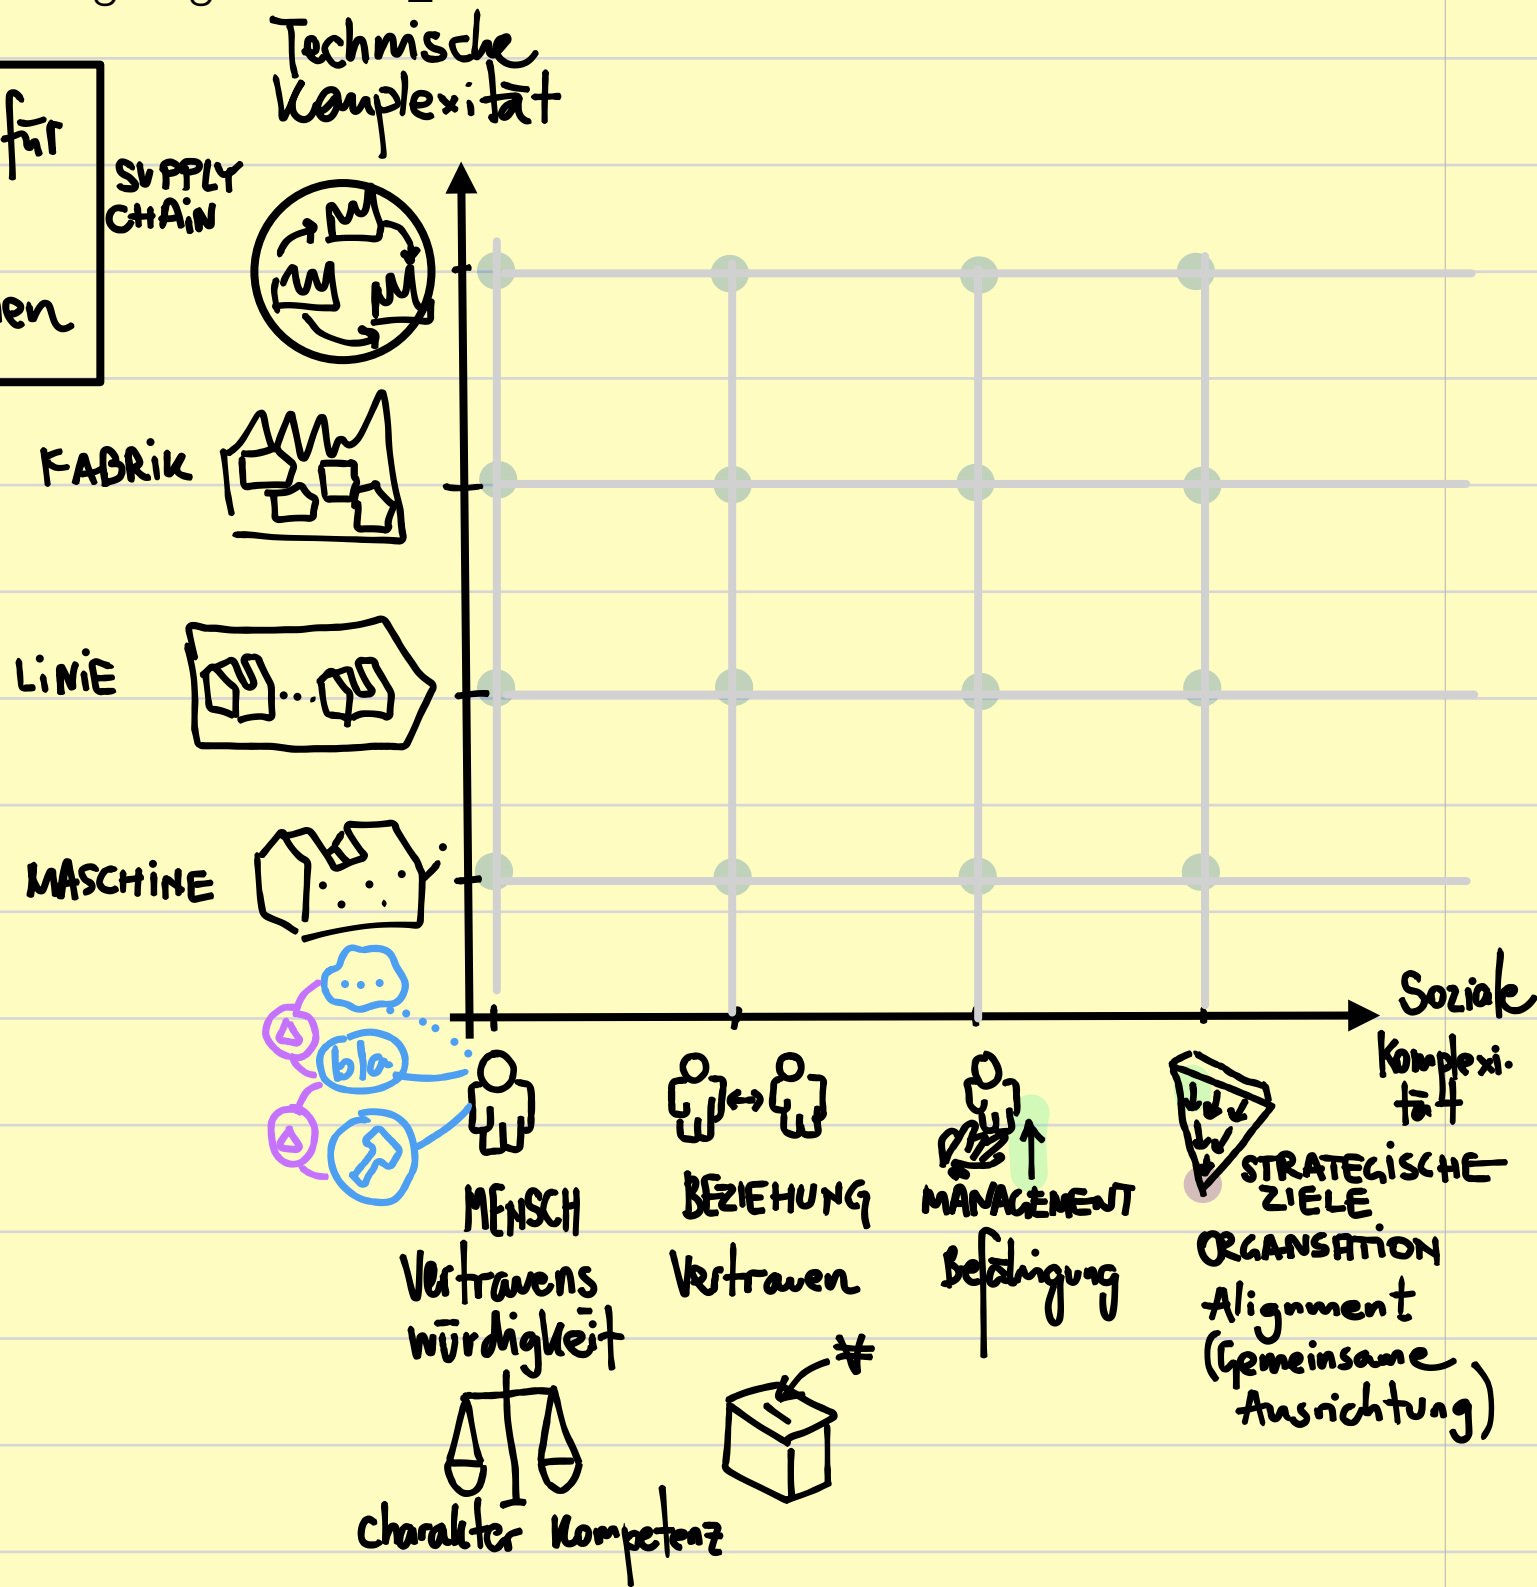 Technische
Komplexität
für
en
SUPPLY
CHAIN
FABRIK
LINIE
MASCHINE
...
bla
Soziale
Komplexi-
tät
MENSCH
Vertrauens
würdigkeit
Charakter Kompetenz
BEZIEHUNG
Vertrauen
MANAGEMENT
Befähigung
STRATEGISCHE
ZIELE
ORGANSATION
Alignment
(Gemeinsame
Ausrichtung)